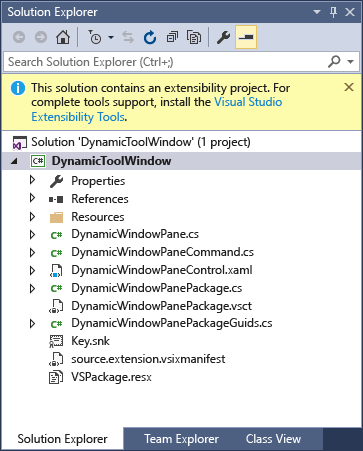 Solution Explorer
Search Solution Explorer (Ctrl+;)
This solution contains an extensibility project. For
complete tools support, install the Visual Studio
Extensibility Tools.
Solution 'DynamicToolWindow' (1 project)
C# DynamicToolWindow
Properties
References
Resources
C# DynamicWindowPane.cs
C# DynamicWindowPaneCommand.cs
DynamicWindowPaneControl.xaml
C# DynamicWindowPanePackage.cs
DynamicWindowPanePackage.vsct
C# DynamicWindowPanePackageGuids.cs
Key.snk
source.extension.vsixmanifest
VSPackage.resx
Solution Explorer Team Explorer Class View